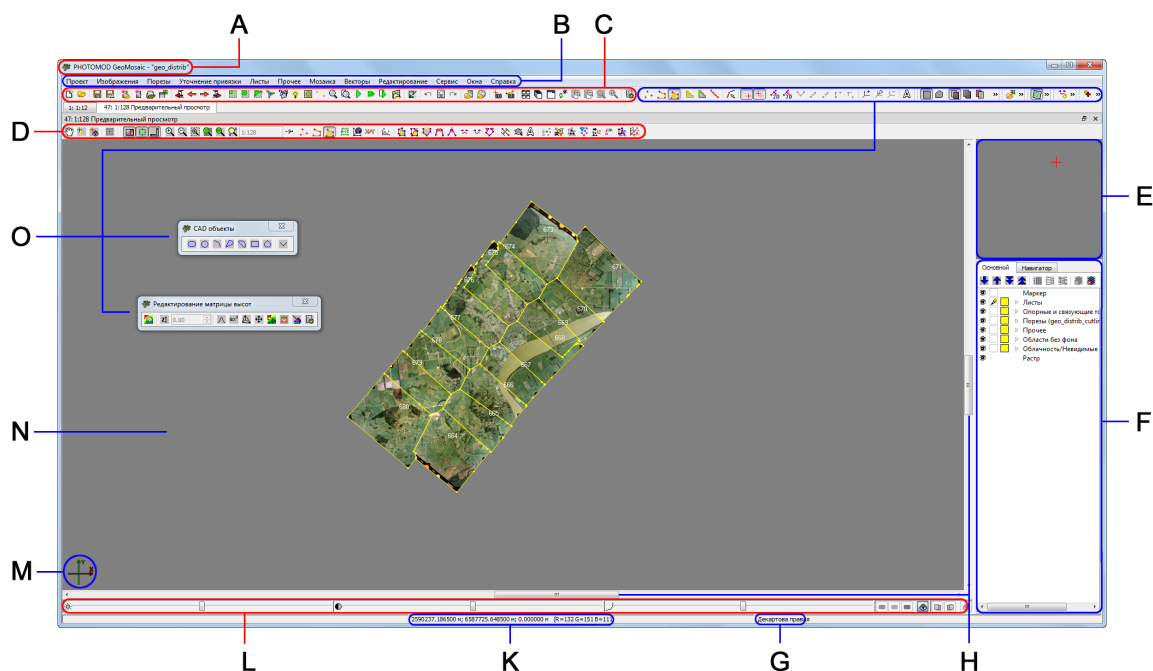 A
B
C
PHOTOMOD GeoMosaic - "geo_distrib"
Проект Изображения Порезы Уточнение привязки Листы Прочее Мозаика Векторы Редактирование Сервис Окна Справка
1: 1:12
47: 1:128 Предварительный просмотр
47: 1:128 Предварительный просмотр
D
1:128
E
O
CAD объекты
Редактирование матрицы высот
0.00
673
674
671
675
676
670
677
669
668
678
679
667
666
680
665
664
Основной
Навигатор
Маркер
Листы
Опорные и связующие то
Порезы (geo_distrib_cutlin
Прочее
Области без фона
Облачность/Невидимые
Растр
N
F
M
Y
X
2590237.186500 м; 6587725.648500 м; 0.000000 м (R=132 G=151 B=111
Декартова правая
L
K
G
H